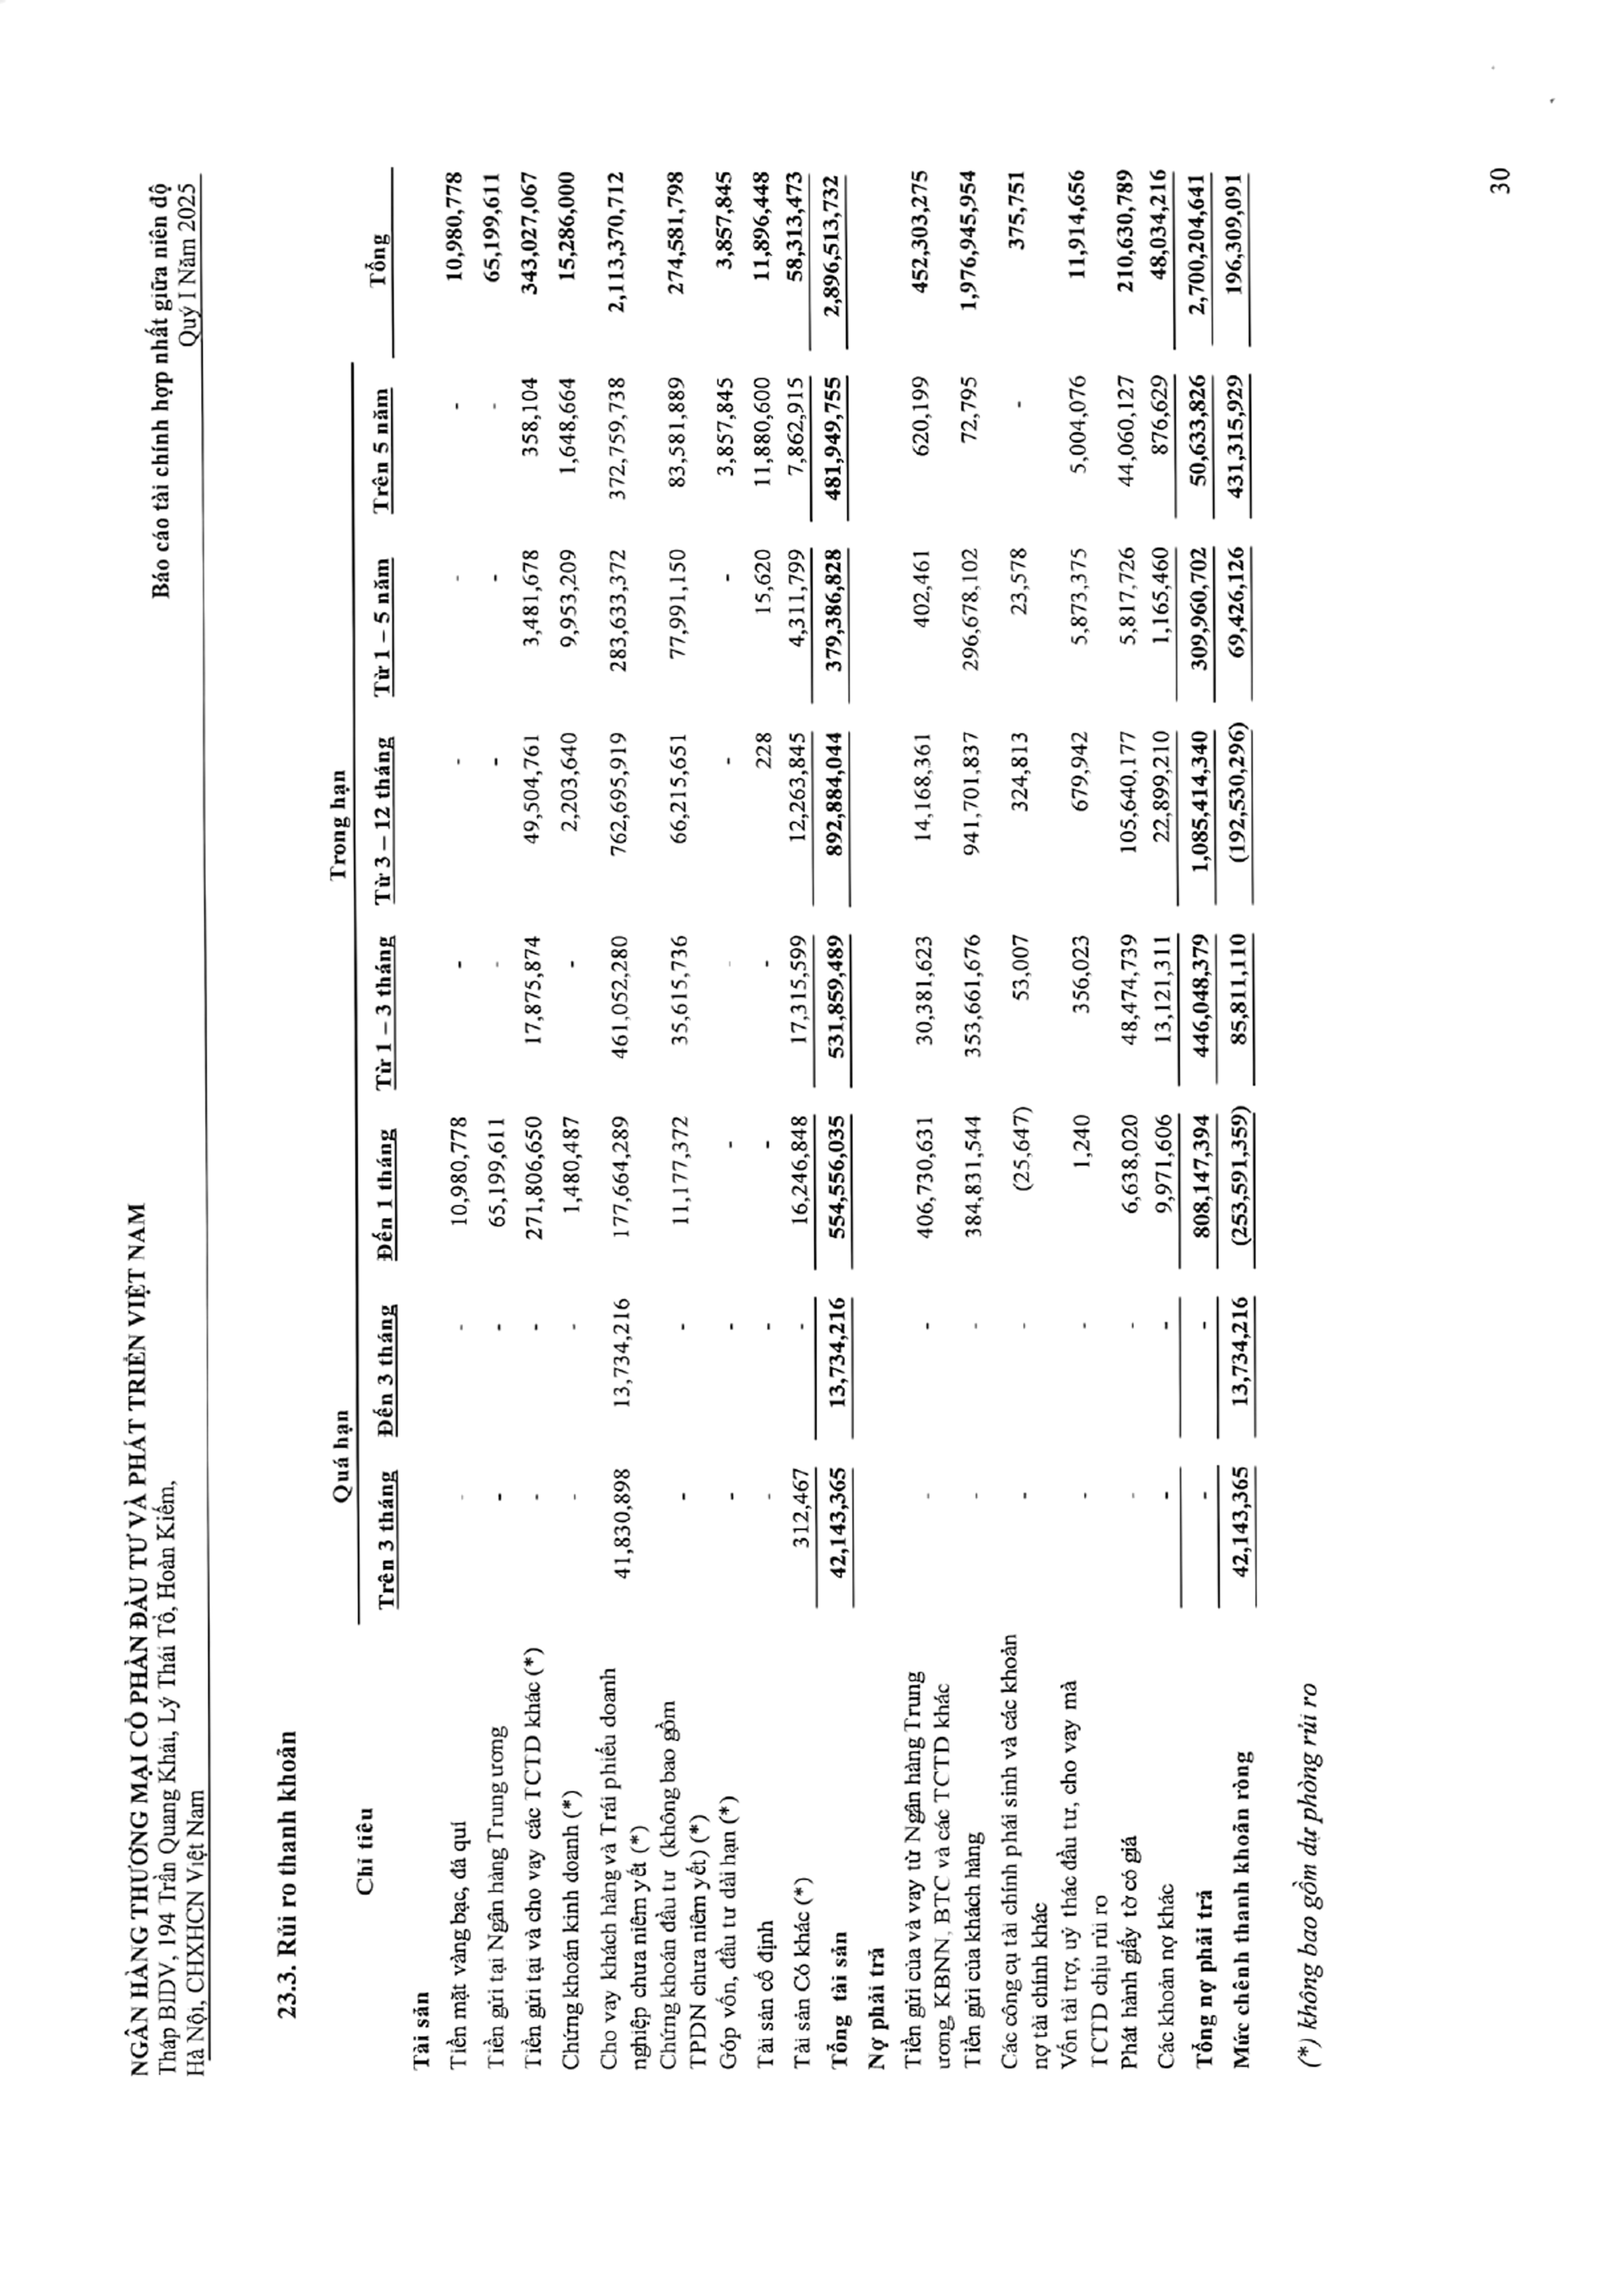 NGÂN HÀNG THƯƠNG MẠI CỔ PHẦN ĐẦU TƯ VÀ PHÁT TRIỂN VIỆT NAM Báo cáo tài chính hợp nhất giữa niên độ
Tháp BIDV, 194 Trần Quang Khải, Lý Thái Tổ, Hoàn Kiếm, Quý I Năm 2025
Hà Nội, CHXHCN Việt Nam
23.3. Rủi ro thanh khoản
Quá hạn Trong hạn
Chỉ tiêu Trên 3 tháng Đến 3 tháng Đến 1 tháng Từ 1 – 3 tháng Từ 3 – 12 tháng Từ 1 – 5 năm Trên 5 năm Tổng
Tài sản
Tiền mặt vàng bạc, đá quí - - 10,980,778 - - - - 10,980,778
Tiền gửi tại Ngân hàng Trung ương - - 65,199,611 - - - - 65,199,611
Tiền gửi tại và cho vay các TCTD khác (*) - - 271,806,650 17,875,874 49,504,761 3,481,678 358,104 343,027,067
Chứng khoán kinh doanh (*) - - 1,480,487 - 2,203,640 9,953,209 1,648,664 15,286,000
Cho vay khách hàng và Trái phiếu doanh 41,830,898 13,734,216 177,664,289 461,052,280 762,695,919 283,633,372 372,759,738 2,113,370,712
nghiệp chưa niêm yết (*)
Chứng khoán đầu tư (không bao gồm - - 11,177,372 35,615,736 66,215,651 77,991,150 83,581,889 274,581,798
TPDN chưa niêm yết) (*)
Góp vốn, đầu tư dài hạn (*) - - - - - - 3,857,845 3,857,845
Tài sản cố định - - - - 228 15,620 11,880,600 11,896,448
Tài sản Có khác (*) 312,467 - 16,246,848 17,315,599 12,263,845 4,311,799 7,862,915 58,313,473
Tổng tài sản 42,143,365 13,734,216 554,556,035 531,859,489 892,884,044 379,386,828 481,949,755 2,896,513,732
Nợ phải trả
Tiền gửi của và vay từ Ngân hàng Trung - - 406,730,631 30,381,623 14,168,361 402,461 620,199 452,303,275
ương, KBNN, BTC và các TCTD khác
Tiền gửi của khách hàng - - 384,831,544 353,661,676 941,701,837 296,678,102 72,795 1,976,945,954
Các công cụ tài chính phái sinh và các khoản - - (25,647) 53,007 324,813 23,578 - 375,751
nợ tài chính khác
Vốn tài trợ, uỷ thác đầu tư, cho vay mà - - 1,240 356,023 679,942 5,873,375 5,004,076 11,914,656
TCTD chịu rủi ro
Phát hành giấy tờ có giá - - 6,638,020 48,474,739 105,640,177 5,817,726 44,060,127 210,630,789
Các khoản nợ khác - - 9,971,606 13,121,311 22,899,210 1,165,460 876,629 48,034,216
Tổng nợ phải trả - - 808,147,394 446,048,379 1,085,414,340 309,960,702 50,633,826 2,700,204,641
Mức chênh thanh khoản ròng 42,143,365 13,734,216 (253,591,359) 85,811,110 (192,530,296) 69,426,126 431,315,929 196,309,091
(*) không bao gồm dự phòng rủi ro
30